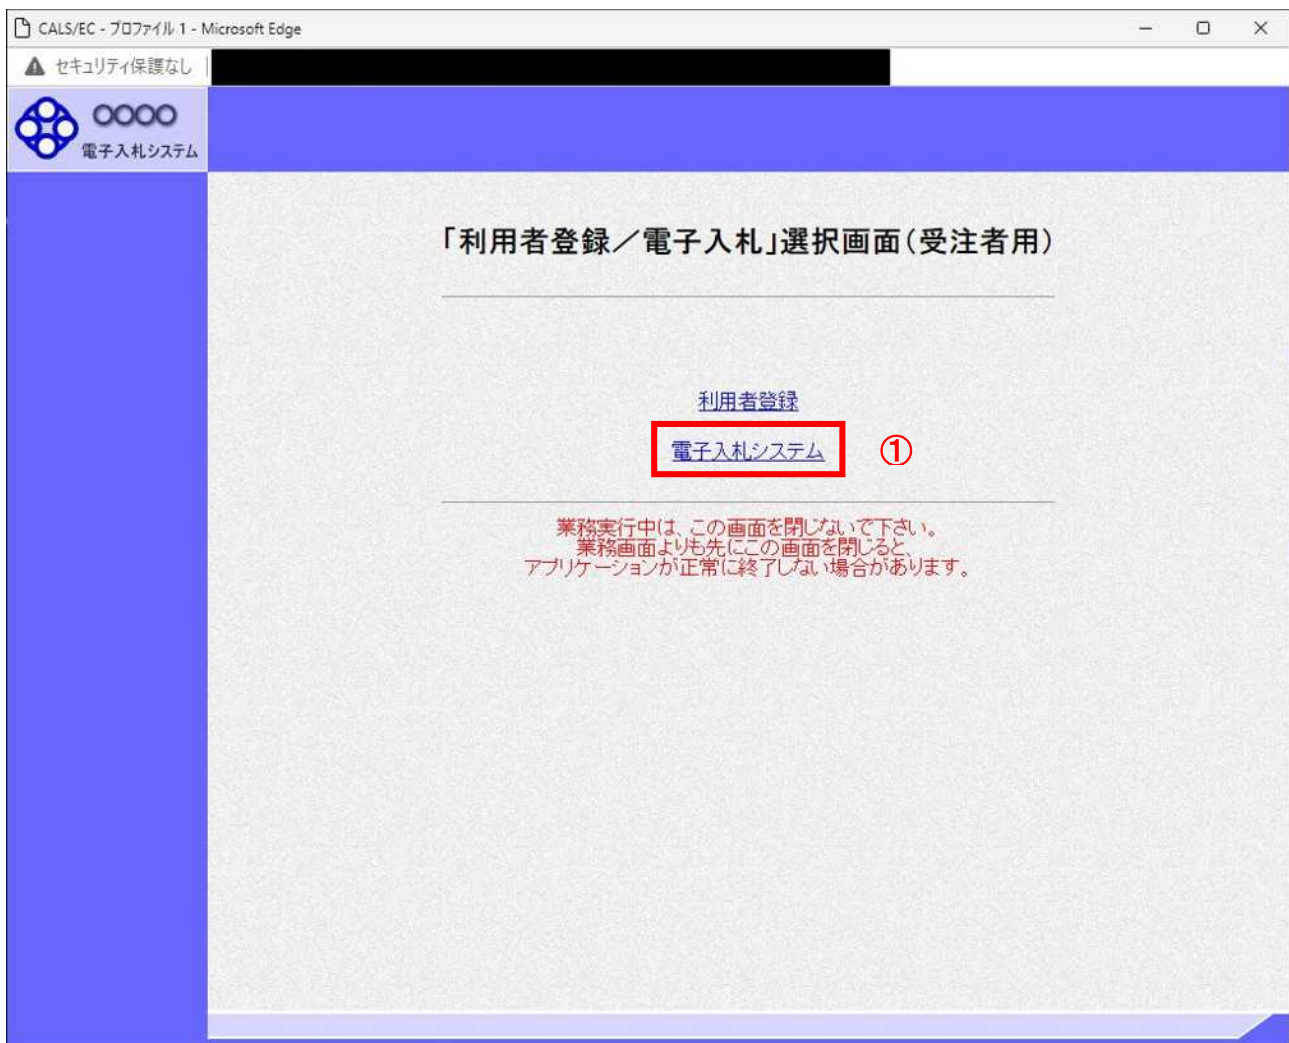 CALS/EC - プロファイル 1 - Microsoft Edge
セキュリティ保護なし
○○○○
電子入札システム
「利用者登録／電子入札」選択画面（受注者用）
利用者登録
電子入札システム
①
業務実行中は、この画面を閉じないで下さい。
業務画面よりも先にこの画面を閉じると、
アプリケーションが正常に終了しない場合があります。